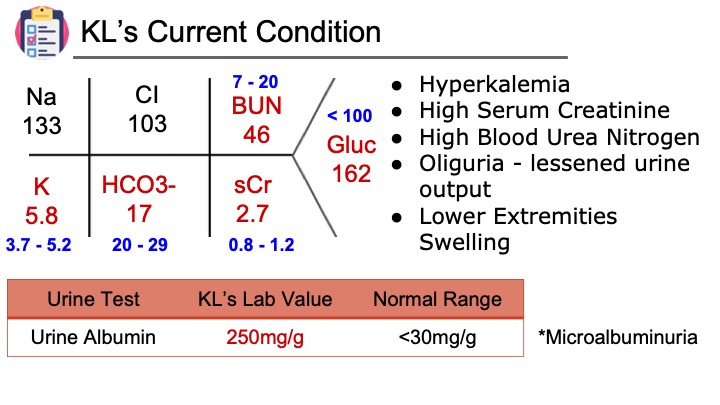 KL's Current Condition
Na
133
Cl
103
7 - 20
BUN
46
< 100
Gluc
162
K
5.8
3.7 - 5.2
HCO3-
17
20 - 29
sCr
2.7
0.8 - 1.2
● Hyperkalemia
● High Serum Creatinine
● High Blood Urea Nitrogen
● Oliguria - lessened urine
output
● Lower Extremities
Swelling
Urine Test KL's Lab Value Normal Range
Urine Albumin 250mg/g <30mg/g
*Microalbuminuria